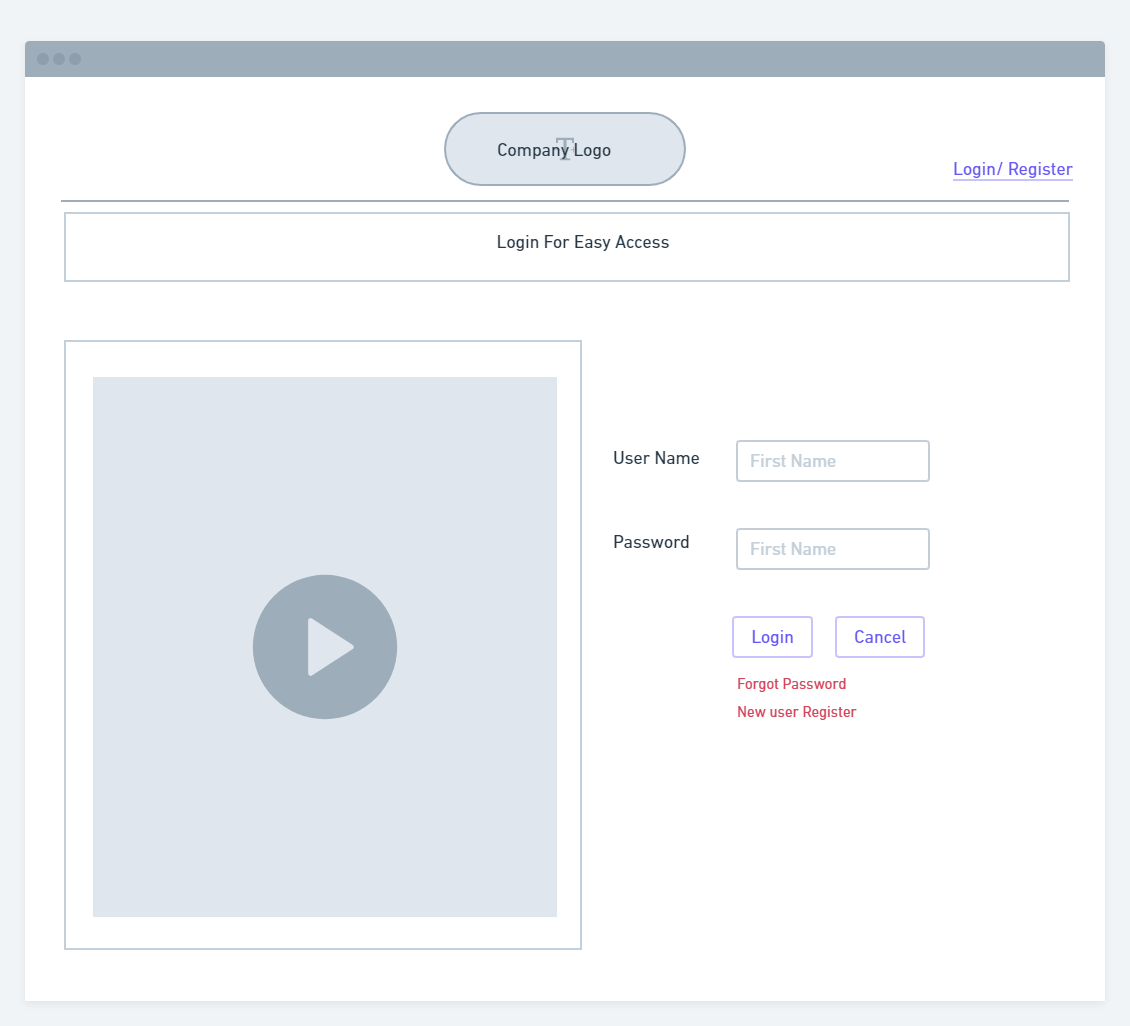 Company Logo
T
Login/ Register
Login For Easy Access
User Name
First Name
Password
First Name
Login
Cancel
Forgot Password
New user Register